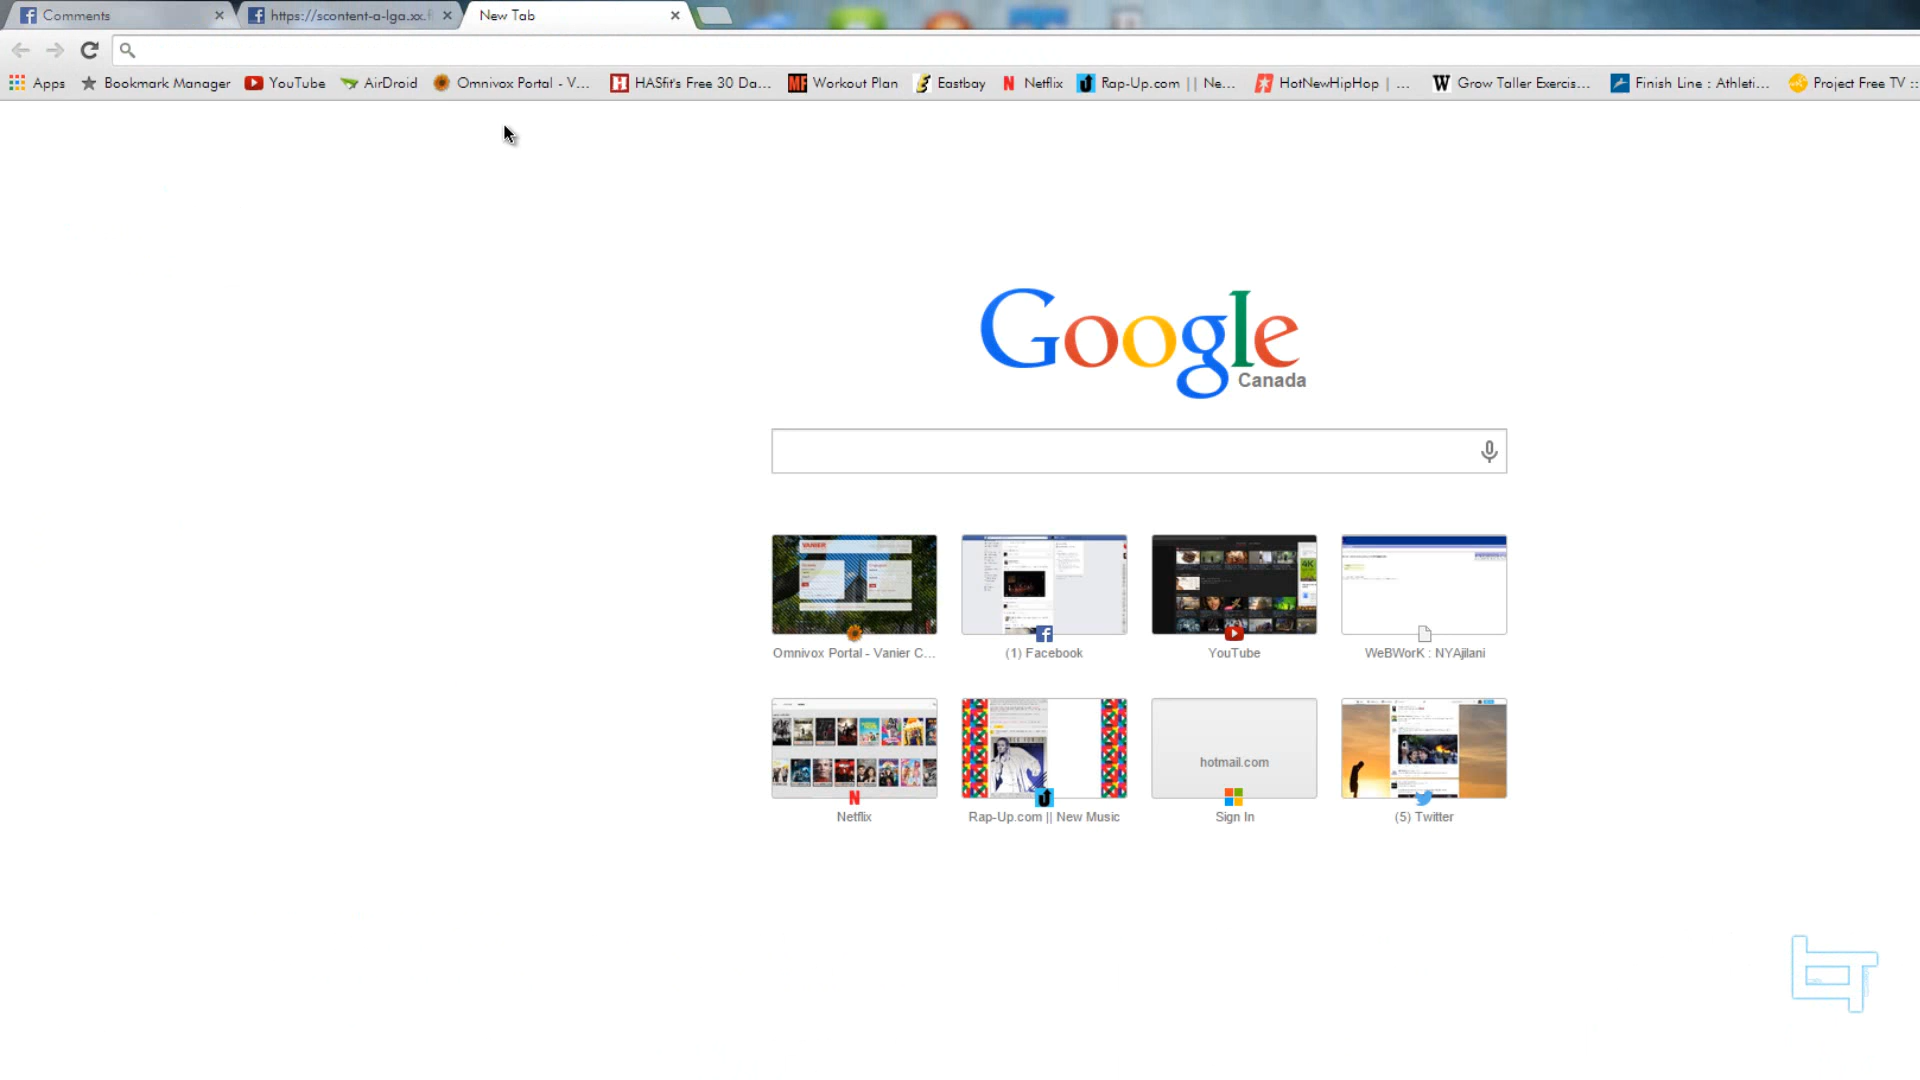 Comments
https://scontent-a-lga.xx.f
New Tab
Apps
Bookmark Manager
YouTube
AirDroid
Omnivox Portal - V...
HASfit's Free 30 Da...
Workout Plan
Eastbay
Netflix
Rap-Up.com || Ne...
HotNewHipHop | ...
Grow Taller Exercis...
Finish Line : Athleti...
Project Free TV ::
Google
Canada
Omnivox Portal - Vanier C...
(1) Facebook
YouTube
WeBWorK : NYAjilani
hotmail.com
Netflix
Rap-Up.com || New Music
Sign In
(5) Twitter